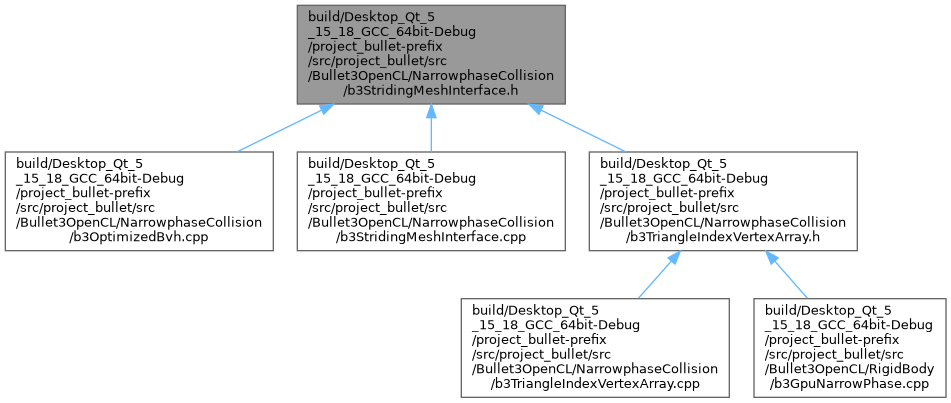 build/Desktop_Qt_5
_15_18_GCC_64bit-Debug
/project_bullet-prefix
/src/project_bullet/src
/Bullet3OpenCL/NarrowphaseCollision
/b3StridingMeshInterface.h
build/Desktop_Qt_5
_15_18_GCC_64bit-Debug
/project_bullet-prefix
/src/project_bullet/src
/Bullet3OpenCL/NarrowphaseCollision
/b3OptimizedBvh.cpp
build/Desktop_Qt_5
_15_18_GCC_64bit-Debug
/project_bullet-prefix
/src/project_bullet/src
/Bullet3OpenCL/NarrowphaseCollision
/b3StridingMeshInterface.cpp
build/Desktop_Qt_5
_15_18_GCC_64bit-Debug
/project_bullet-prefix
/src/project_bullet/src
/Bullet3OpenCL/NarrowphaseCollision
/b3TriangleIndexVertexArray.h
build/Desktop_Qt_5
_15_18_GCC_64bit-Debug
/project_bullet-prefix
/src/project_bullet/src
/Bullet3OpenCL/NarrowphaseCollision
/b3TriangleIndexVertexArray.cpp
build/Desktop_Qt_5
_15_18_GCC_64bit-Debug
/project_bullet-prefix
/src/project_bullet/src
/Bullet3OpenCL/RigidBody
/b3GpuNarrowPhase.cpp